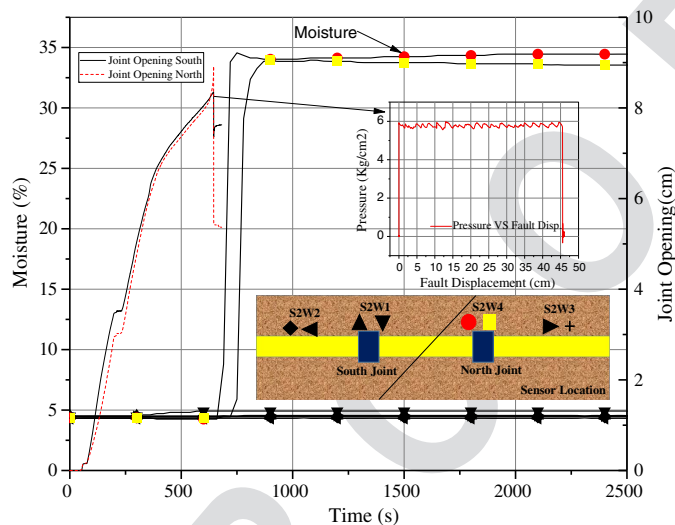 Joint Opening South
Joint Opening North
Moisture
Moisture (%)
0
5
10
15
20
25
30
35
Joint Opening(cm)
0
2
4
6
8
10
Time (s)
0
500
1000
1500
2000
2500
Pressure (Kg/cm2)
0
1
2
3
4
5
6
Pressure VS Fault Disp.
0 5 10 15 20 25 30 35 40 45 50
Fault Displacement (cm)
S2W2
S2W1
S2W4
S2W3
South Joint
North Joint
Sensor Location